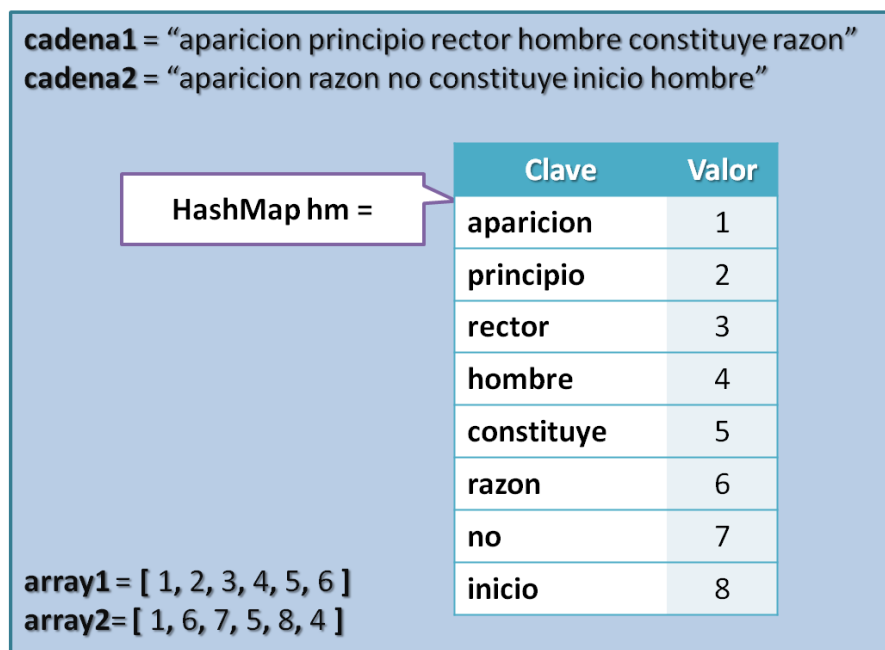 cadena1 = “aparicion principio rector hombre constituye razon”
cadena2 = “aparicion razon no constituye inicio hombre”
HashMap hm =
Clave Valor
aparicion 1
principio 2
rector 3
hombre 4
constituye 5
razon 6
no 7
inicio 8
array1 = [ 1, 2, 3, 4, 5, 6 ]
array2= [ 1, 6, 7, 5, 8, 4 ]